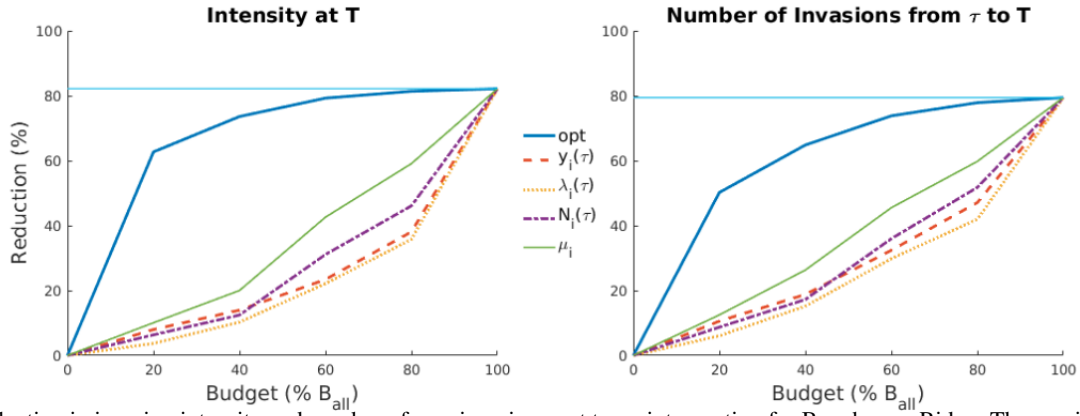 Intensity at T
Number of Invasions from τ to T
100
80
60
40
20
0
Reduction (%)
0 20 40 60 80 100
Budget (% B_all)
opt
y_i(τ)
λ_i(τ)
N_i(τ)
μ_i
100
80
60
40
20
0
0 20 40 60 80 100
Budget (% B_all)